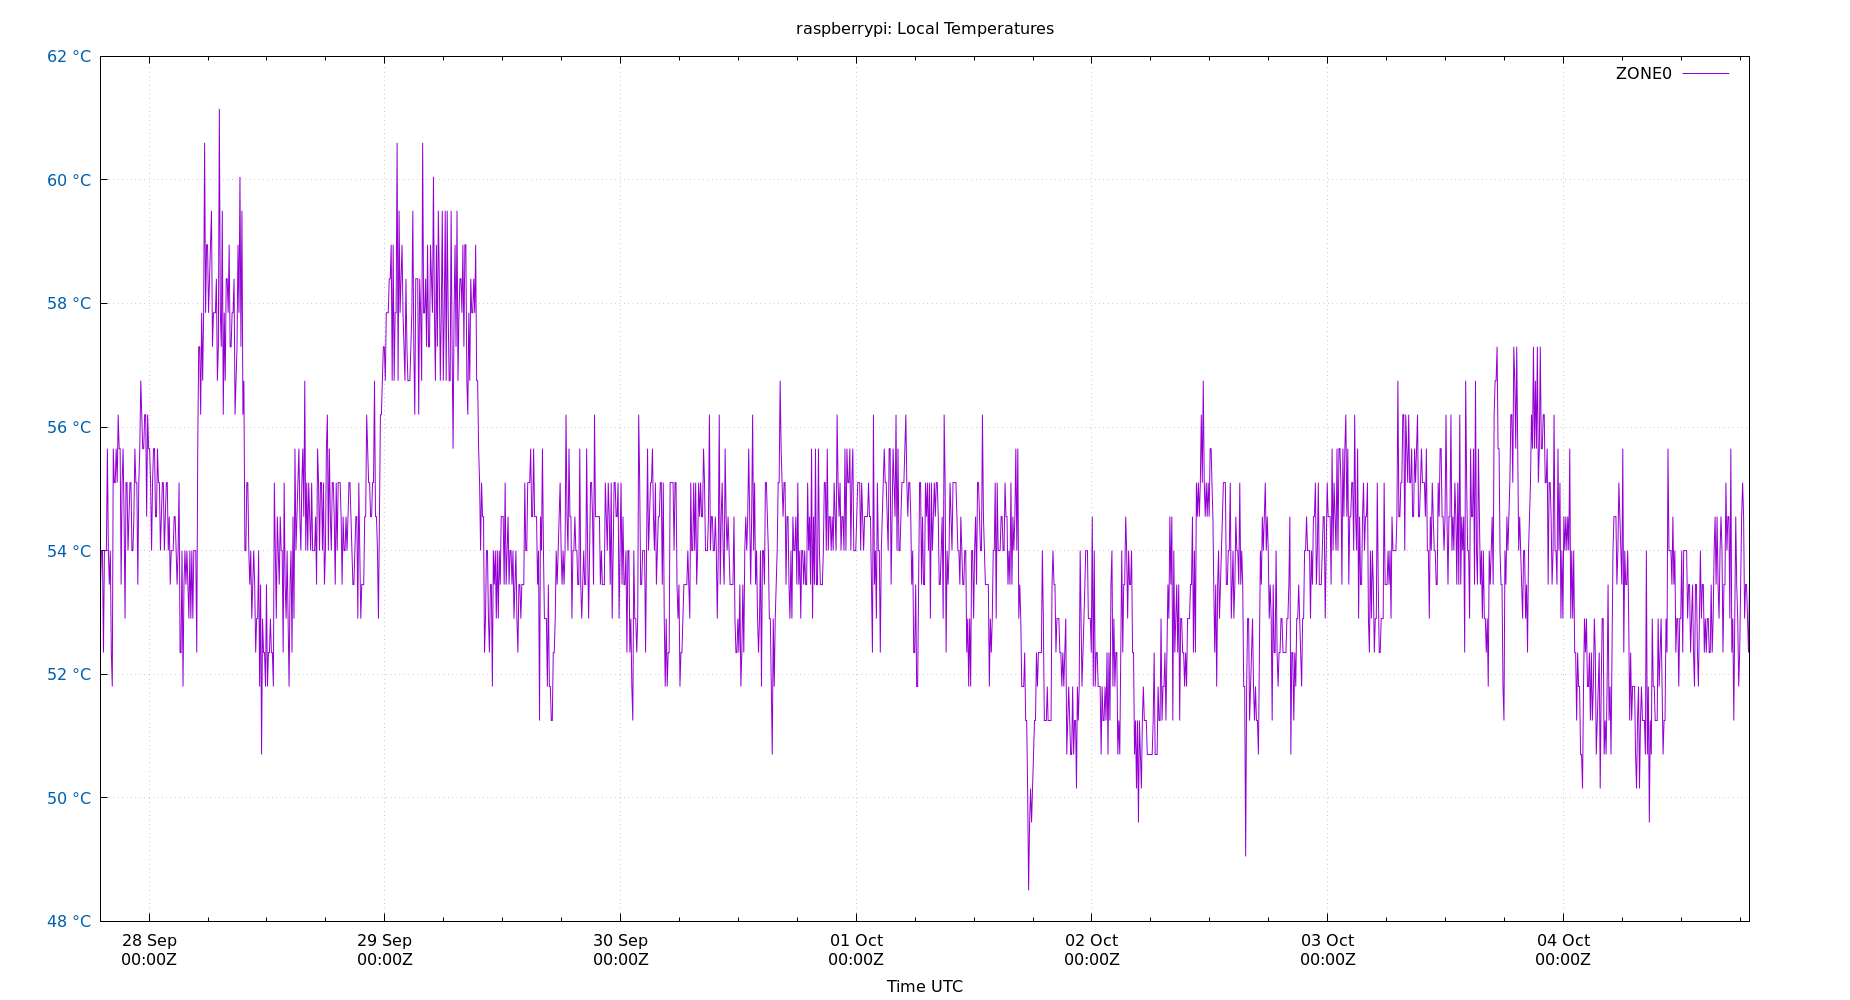 raspberrypi: Local Temperatures
62 °C
ZONE0
60 °C
58 °C
56 °C
54 °C
52 °C
50 °C
48 °C
28 Sep 29 Sep 30 Sep 01 Oct 02 Oct 03 Oct 04 Oct
00:00Z 00:00Z 00:00Z 00:00Z 00:00Z 00:00Z 00:00Z
Time UTC